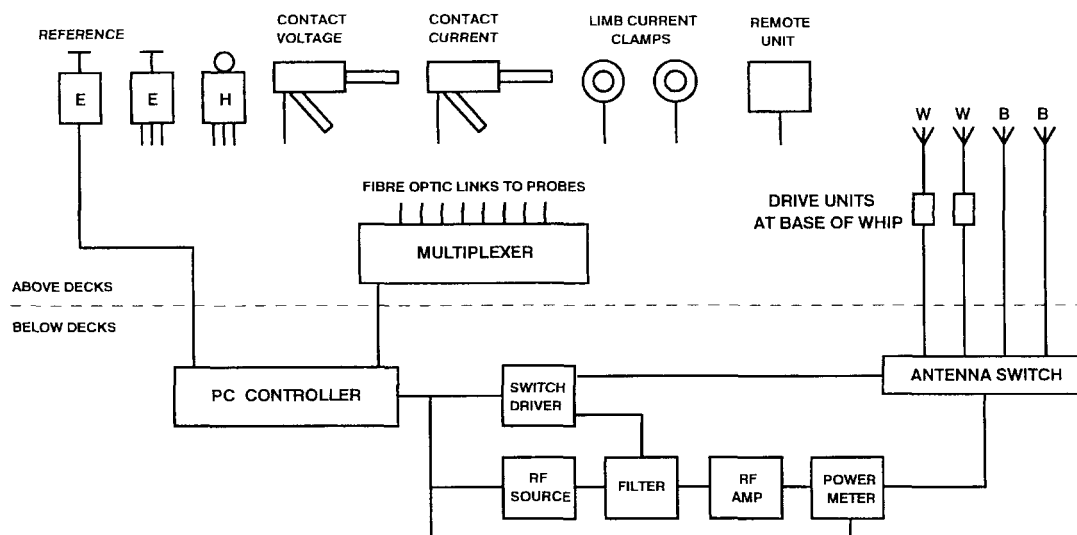 REFERENCE
CONTACT
VOLTAGE
CONTACT
CURRENT
LIMB CURRENT
CLAMPS
REMOTE
UNIT
E
E
H
W W B B
FIBRE OPTIC LINKS TO PROBES
DRIVE UNITS
AT BASE OF WHIP
MULTIPLEXER
ABOVE DECKS
BELOW DECKS
PC CONTROLLER
SWITCH
DRIVER
ANTENNA SWITCH
RF
SOURCE
FILTER
RF
AMP
POWER
METER